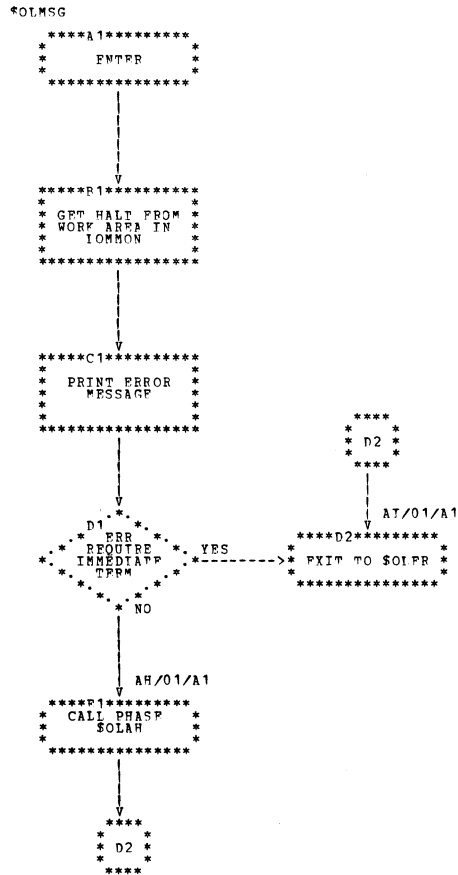 $OLMSG
A1
ENTER
B1
GET HALT FROM
WORK AREA IN
IOMMON
C1
PRINT ERROR
MESSAGE
D2
AI/01/A1
D1
ERR
REQUIRE
IMMEDIATE
TERM
YES
D2
EXIT TO $OLER
NO
AH/01/A1
E1
CALL PHASE
$OLAH
D2